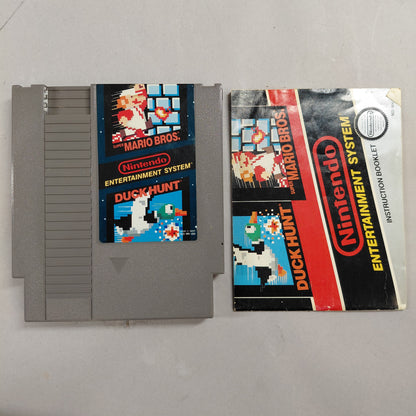 SUPER MARIO BROS.
Nintendo
ENTERTAINMENT SYSTEM
DUCK HUNT
SUPER MARIO BROS.
DUCK HUNT
Nintendo
ENTERTAINMENT SYSTEM
INSTRUCTION BOOKLET